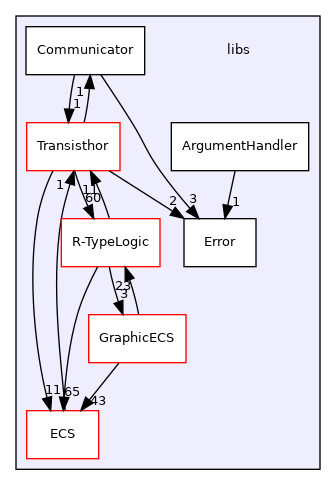 Communicator
libs
1
1
Transisthor
ArgumentHandler
1
11
60
2
3
1
R-TypeLogic
Error
23
3
GraphicECS
11
65
43
ECS